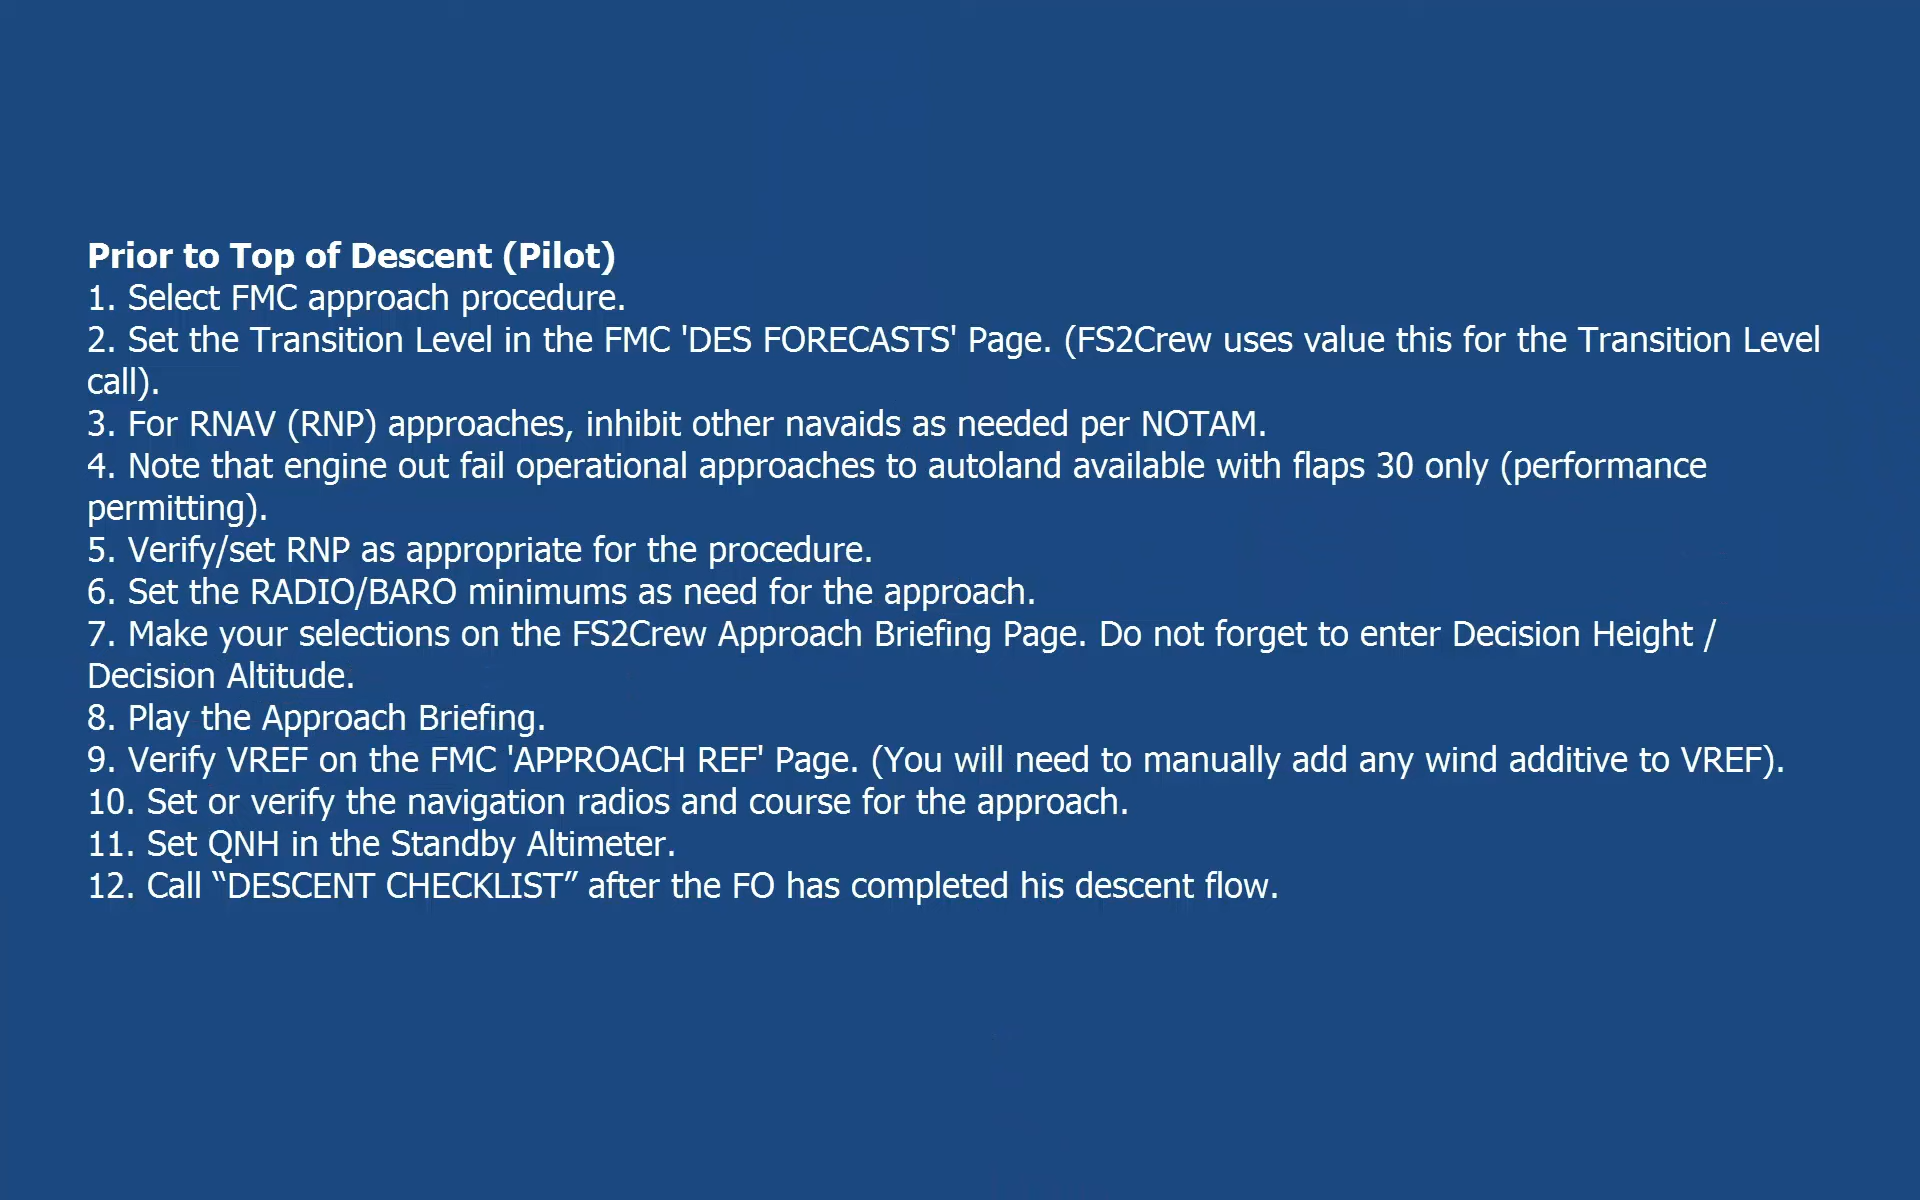 Prior to Top of Descent (Pilot)
1. Select FMC approach procedure.
2. Set the Transition Level in the FMC 'DES FORECASTS' Page. (FS2Crew uses value this for the Transition Level
call).
3. For RNAV (RNP) approaches, inhibit other navaids as needed per NOTAM.
4. Note that engine out fail operational approaches to autoland available with flaps 30 only (performance
permitting).
5. Verify/set RNP as appropriate for the procedure.
6. Set the RADIO/BARO minimums as need for the approach.
7. Make your selections on the FS2Crew Approach Briefing Page. Do not forget to enter Decision Height /
Decision Altitude.
8. Play the Approach Briefing.
9. Verify VREF on the FMC 'APPROACH REF' Page. (You will need to manually add any wind additive to VREF).
10. Set or verify the navigation radios and course for the approach.
11. Set QNH in the Standby Altimeter.
12. Call “DESCENT CHECKLIST” after the FO has completed his descent flow.